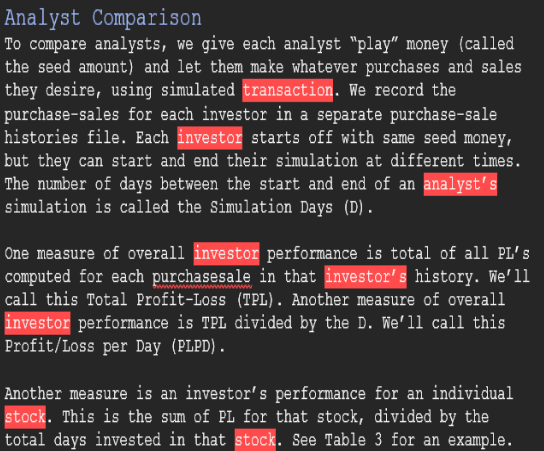 Analyst Comparison
To compare analysts, we give each analyst “play” money (called
the seed amount) and let them make whatever purchases and sales
they desire, using simulated transaction. We record the
purchase-sales for each investor in a separate purchase-sale
histories file. Each investor starts off with same seed money,
but they can start and end their simulation at different times.
The number of days between the start and end of an analyst’s
simulation is called the Simulation Days (D).
One measure of overall investor performance is total of all PL’s
computed for each purchasesale in that investor’s history. We’ll
call this Total Profit-Loss (TPL). Another measure of overall
investor performance is TPL divided by the D. We’ll call this
Profit/Loss per Day (PLPD).
Another measure is an investor’s performance for an individual
stock. This is the sum of PL for that stock, divided by the
total days invested in that stock. See Table 3 for an example.